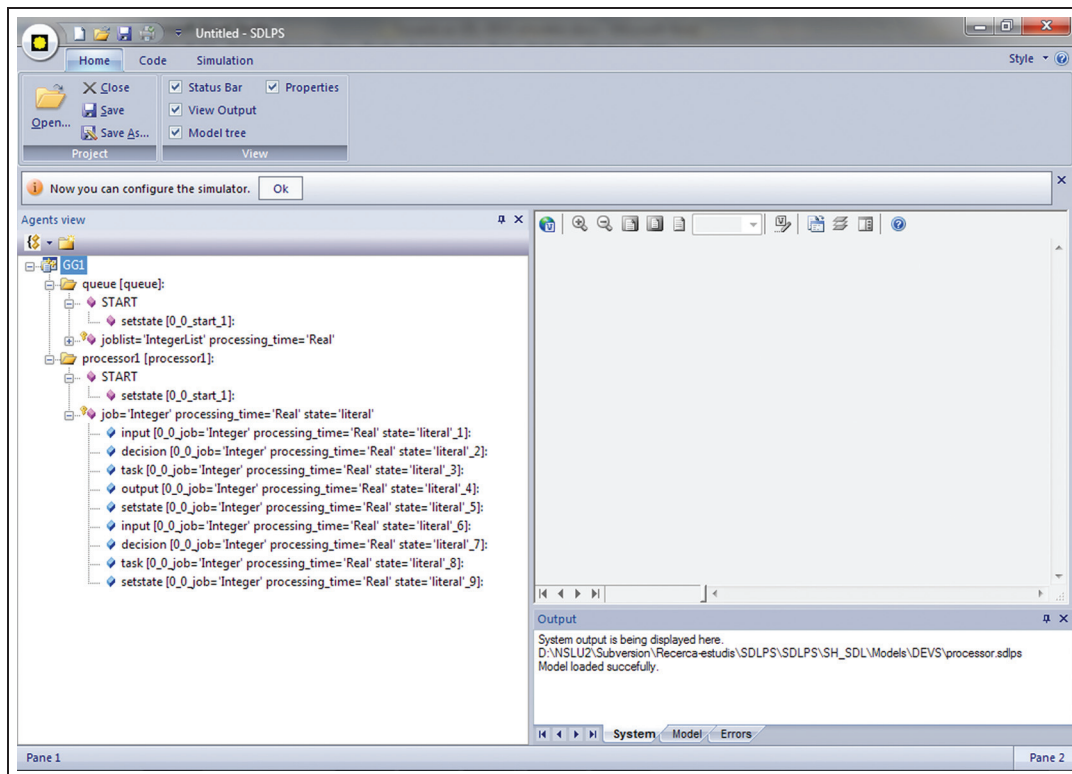 Untitled - SDLPS
Home Code Simulation Style
Open...
Close
Save
Save As...
Project
Status Bar Properties
View Output
Model tree
View
Now you can configure the simulator. Ok
Agents view
GG1
queue [queue]:
START
setstate [0_0_start_1]:
joblist='IntegerList' processing_time='Real'
processor1 [processor1]:
START
setstate [0_0_start_1]:
job='Integer' processing_time='Real' state='literal'
input [0_0_job='Integer' processing_time='Real' state='literal'_1]:
decision [0_0_job='Integer' processing_time='Real' state='literal'_2]:
task [0_0_job='Integer' processing_time='Real' state='literal'_3]:
output [0_0_job='Integer' processing_time='Real' state='literal'_4]:
setstate [0_0_job='Integer' processing_time='Real' state='literal'_5]:
input [0_0_job='Integer' processing_time='Real' state='literal'_6]:
decision [0_0_job='Integer' processing_time='Real' state='literal'_7]:
task [0_0_job='Integer' processing_time='Real' state='literal'_8]:
setstate [0_0_job='Integer' processing_time='Real' state='literal'_9]:
Output
System output is being displayed here.
D:\NSLU2\Subversion\Recerca-estudis\SDLPS\SDLPS\SH_SDL\Models\DEVS\processor.sdlps
Model loaded succefully.
System Model Errors
Pane 1 Pane 2